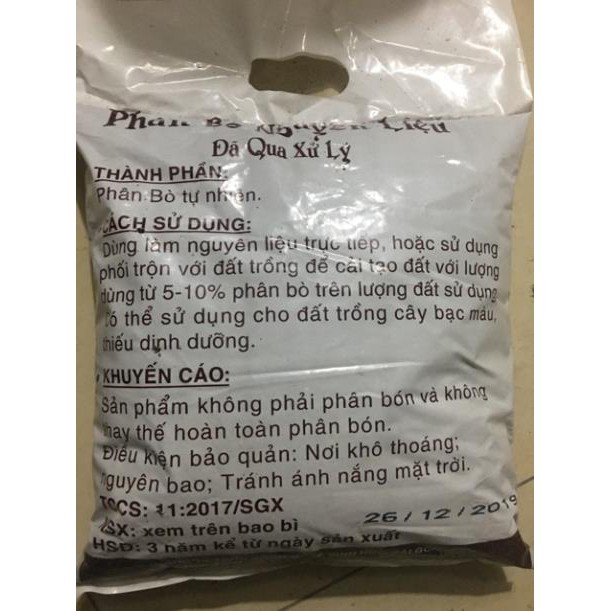 Phân Bò Nguyên Liệu
Đã Qua Xử Lý
THÀNH PHẦN:
Phân Bò tự nhiên.
CÁCH SỬ DỤNG:
Dùng làm nguyên liệu trực tiếp, hoặc sử dụng
phối trộn với đất trồng để cải tạo đất với lượng
dùng từ 5-10% phân bò trên lượng đất sử dụng
Có thể sử dụng cho đất trồng cây bạc màu,
thiếu dinh dưỡng.
KHUYẾN CÁO:
Sản phẩm không phải phân bón và không
thay thế hoàn toàn phân bón.
Điều kiện bảo quản: Nơi khô thoáng;
nguyên bao; Tránh ánh nắng mặt trời.
TCCS: 11:2017/SGX
NSX: xem trên bao bì 26/12/2019
HSD: 3 năm kể từ ngày sản xuất